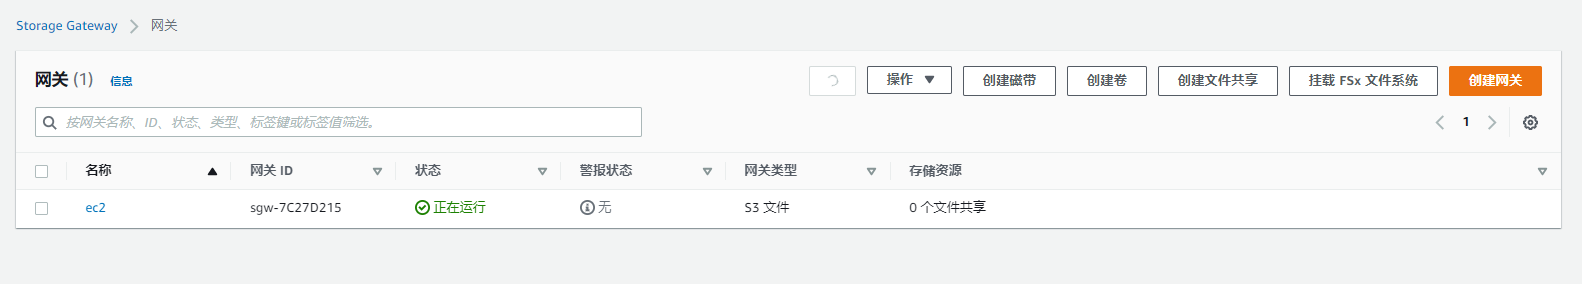 Storage Gateway 网关
网关 (1) 信息 操作 创建磁带 创建卷 创建文件共享 挂载 FSx 文件系统 创建网关
按网关名称、ID、状态、类型、标签键或标签值筛选。 1
名称 网关 ID 状态 警报状态 网关类型 存储资源
ec2 sgw-7C27D215 正在运行 无 S3 文件 0 个文件共享